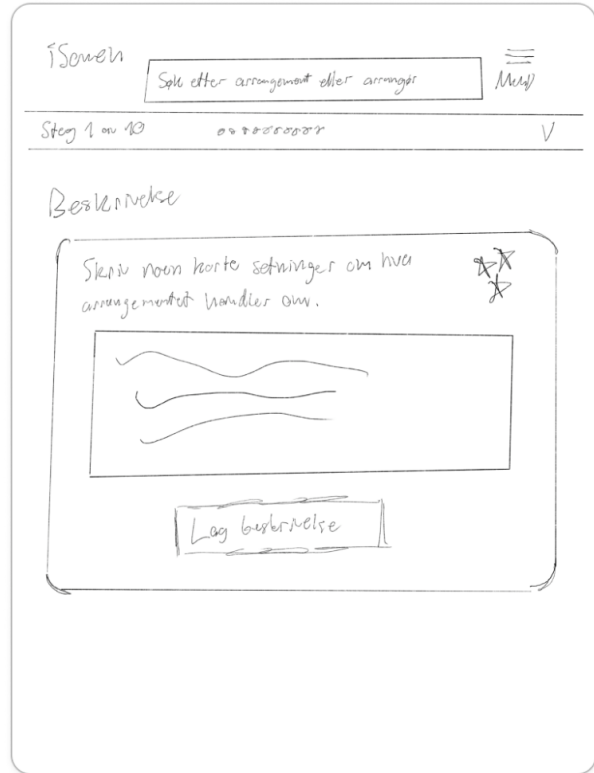 iSaueh
Søk etter arrangement eller arrangør
Meny
Steg 1 av 10
Beskrivelse
Skriv noen korte setninger om hva
arrangementet handler om.
Lag beskrivelse